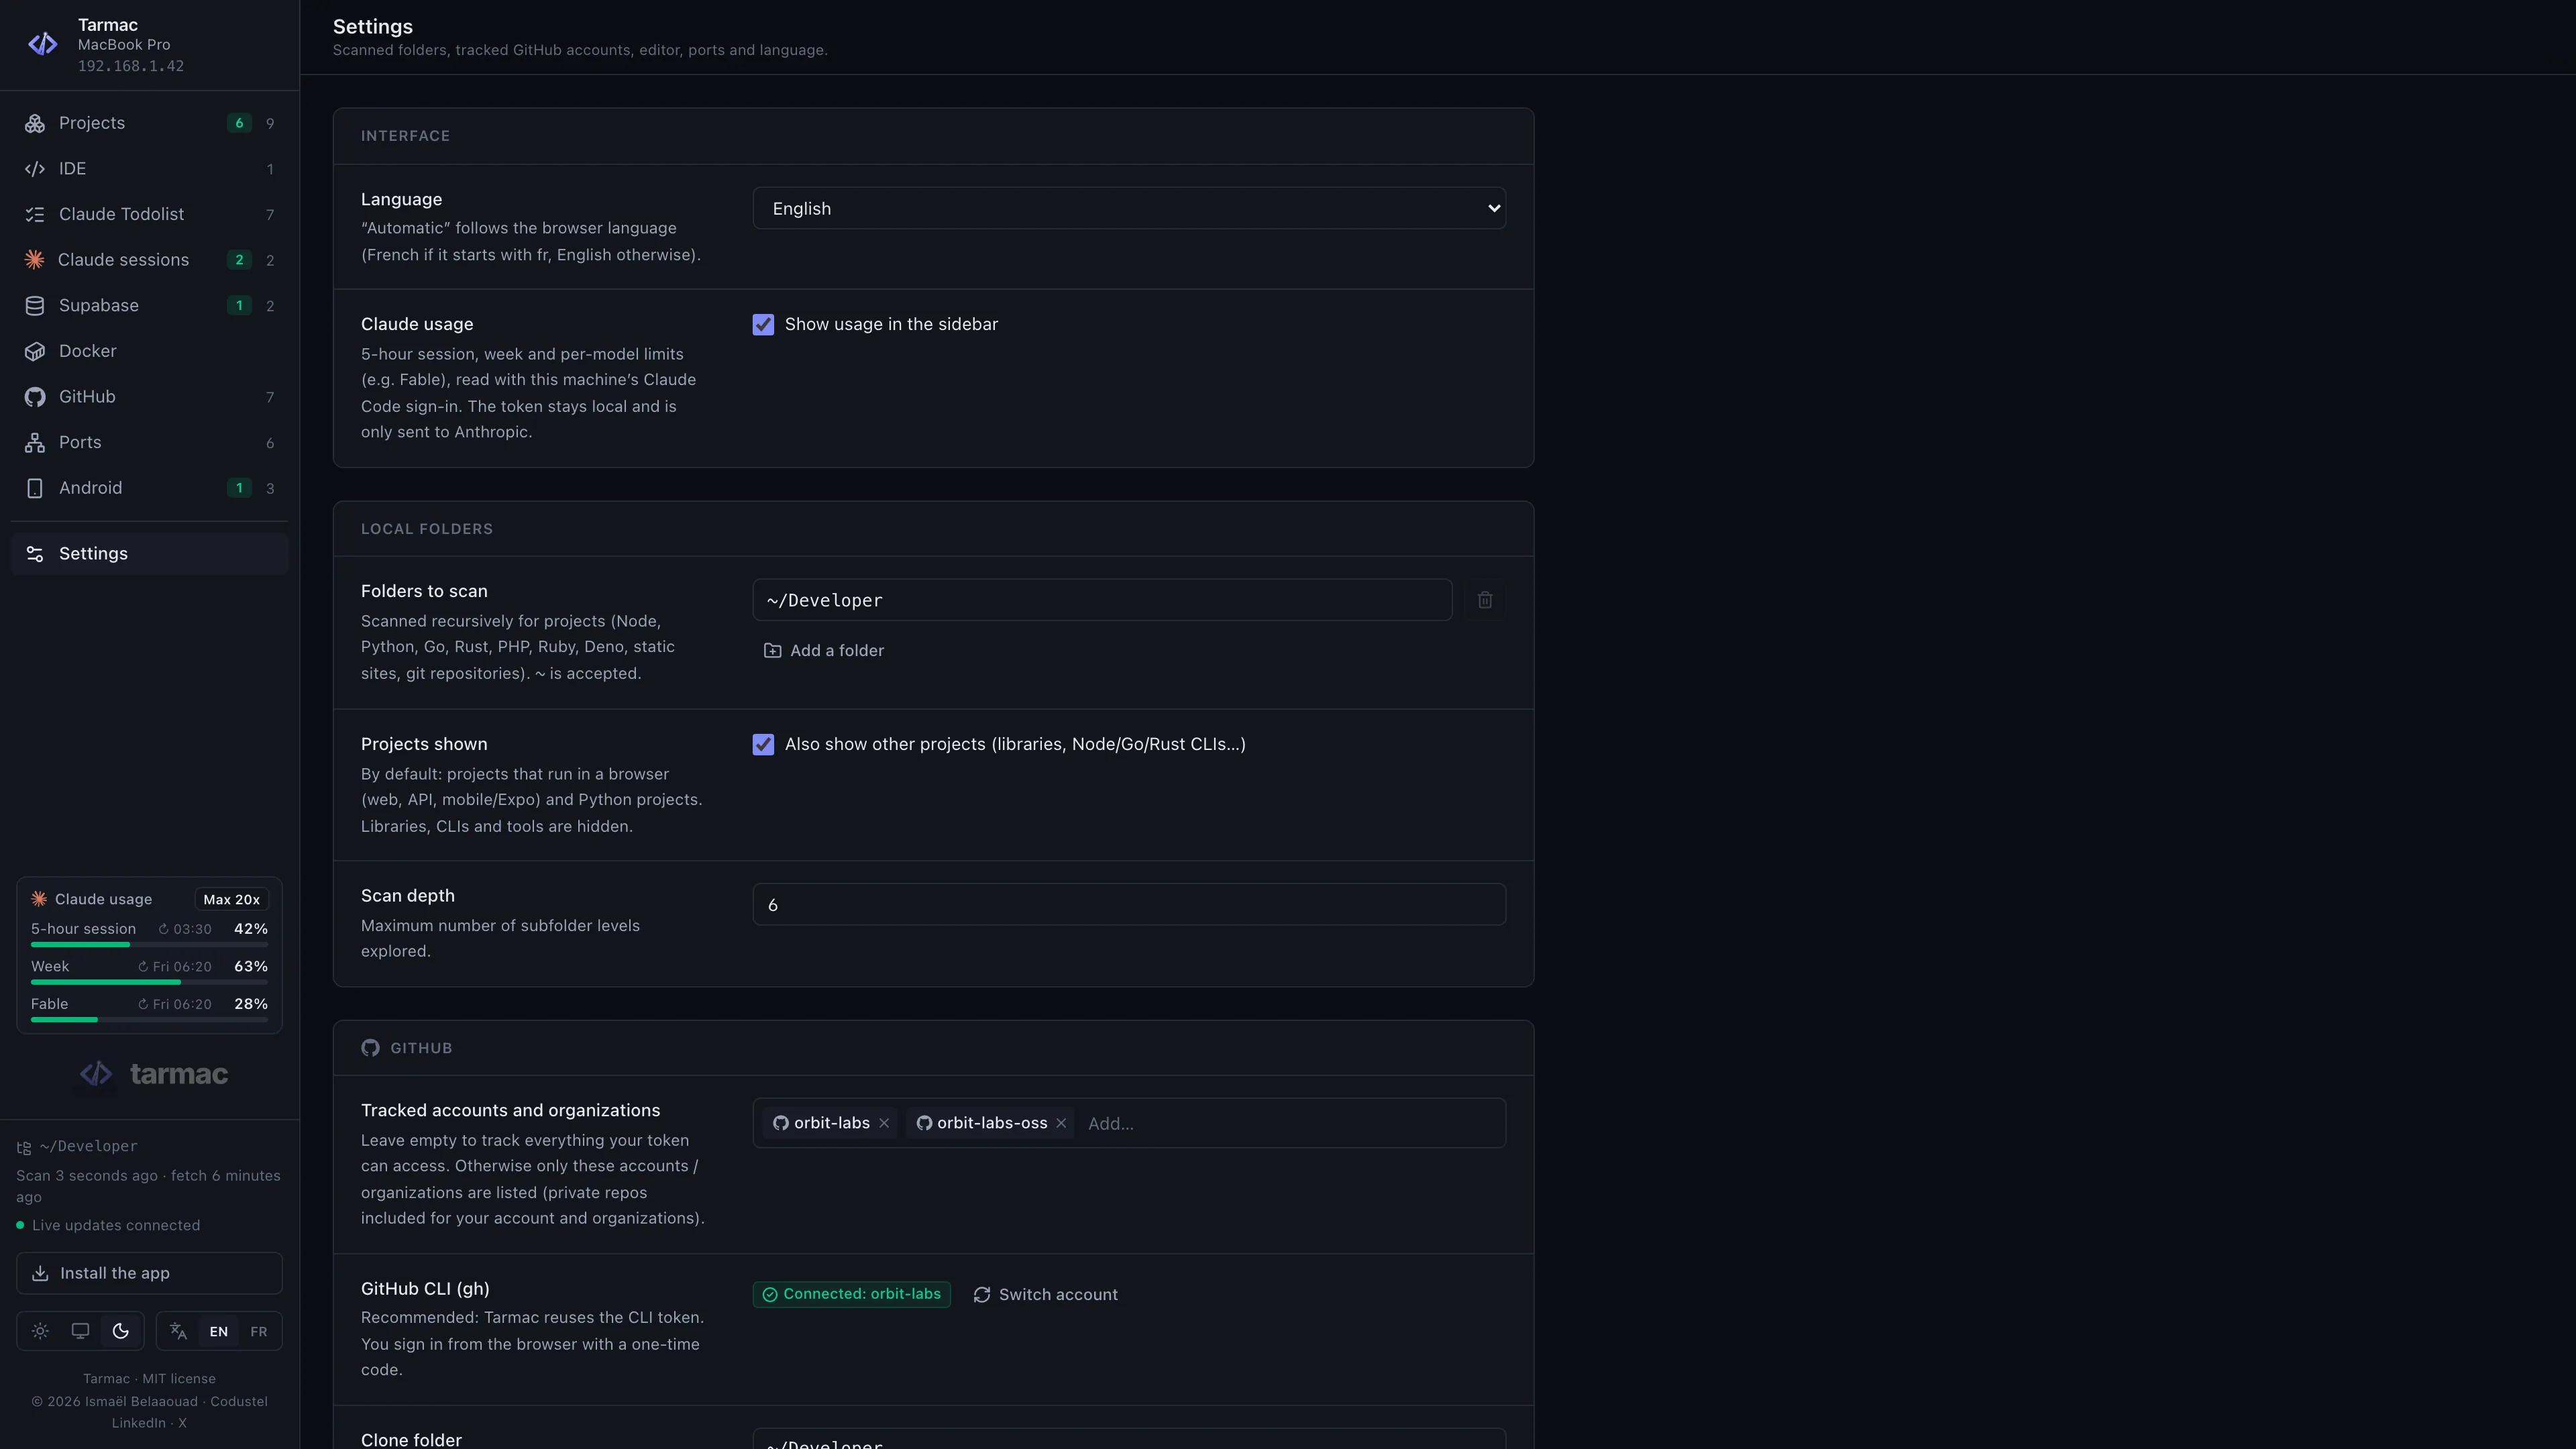 Tarmac
MacBook Pro
192.168.1.42
Projects 6 9
IDE 1
Claude Todolist 7
Claude sessions 2 2
Supabase 1 2
Docker
GitHub 7
Ports 6
Android 1 3
Settings
Claude usage Max 20x
5-hour session 03:30 42%
Week Fri 06:20 63%
Fable Fri 06:20 28%
tarmac
~/Developer
Scan 3 seconds ago · fetch 6 minutes
ago
Live updates connected
Install the app
EN FR
Tarmac · MIT license
© 2026 Ismaël Belaaouad · Codustel
LinkedIn · X
Settings
Scanned folders, tracked GitHub accounts, editor, ports and language.
INTERFACE
Language
“Automatic” follows the browser language
(French if it starts with fr, English otherwise).
English
Claude usage
5-hour session, week and per-model limits
(e.g. Fable), read with this machine’s Claude
Code sign-in. The token stays local and is
only sent to Anthropic.
Show usage in the sidebar
LOCAL FOLDERS
Folders to scan
Scanned recursively for projects (Node,
Python, Go, Rust, PHP, Ruby, Deno, static
sites, git repositories). ~ is accepted.
~/Developer
Add a folder
Projects shown
By default: projects that run in a browser
(web, API, mobile/Expo) and Python projects.
Libraries, CLIs and tools are hidden.
Also show other projects (libraries, Node/Go/Rust CLIs…)
Scan depth
Maximum number of subfolder levels
explored.
6
GITHUB
Tracked accounts and organizations
Leave empty to track everything your token
can access. Otherwise only these accounts /
organizations are listed (private repos
included for your account and organizations).
orbit-labs orbit-labs-oss Add…
GitHub CLI (gh)
Recommended: Tarmac reuses the CLI token.
You sign in from the browser with a one-time
code.
Connected: orbit-labs Switch account
Clone folder
~/Developer